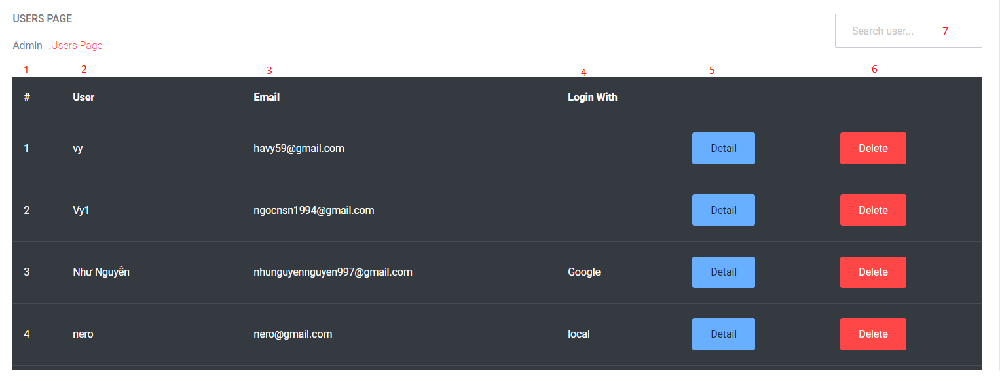 USERS PAGE
Search user... 7
Admin .Users Page
1 2 3 4 5 6
# User Email Login With
1 vy havy59@gmail.com Detail Delete
2 Vy1 ngocnsn1994@gmail.com Detail Delete
3 Như Nguyễn nhunguyennguyen997@gmail.com Google Detail Delete
4 nero nero@gmail.com local Detail Delete